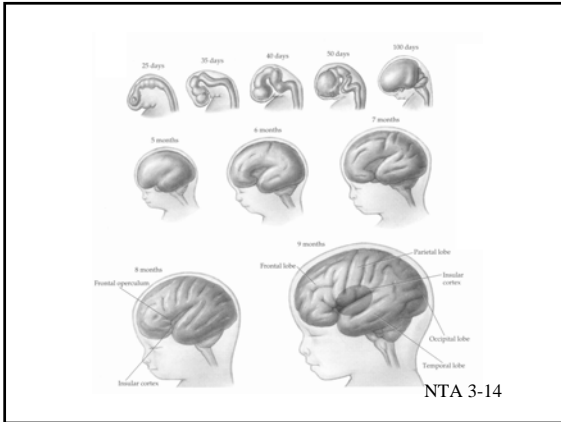 25 days
35 days
40 days
50 days
100 days
5 months
6 months
7 months
8 months
Frontal operculum
Insular cortex
9 months
Frontal lobe
Parietal lobe
Insular
cortex
Occipital lobe
Temporal lobe
NTA 3-14